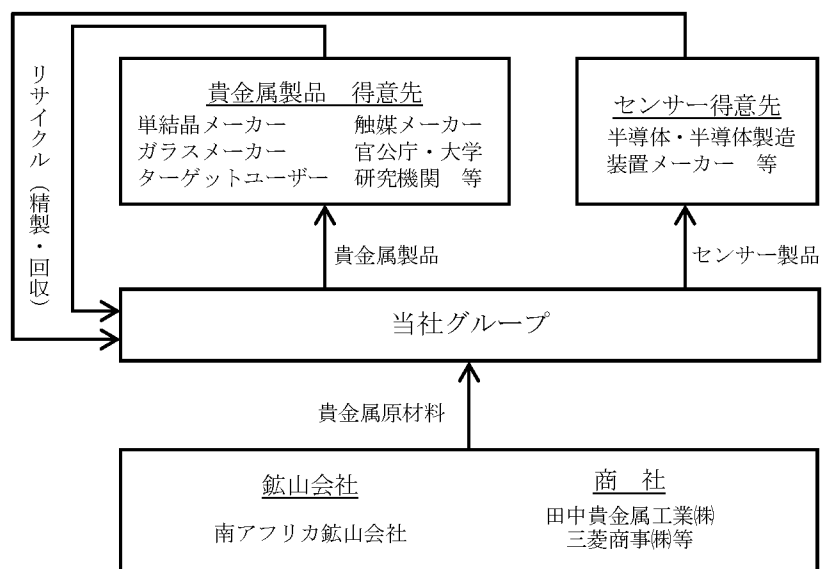 リサイクル（精製・回収）
貴金属製品　得意先
単結晶メーカー　触媒メーカー
ガラスメーカー　官公庁・大学
ターゲットユーザー　研究機関　等
センサー得意先
半導体・半導体製造
装置メーカー　等
貴金属製品
センサー製品
当社グループ
貴金属原材料
鉱山会社
南アフリカ鉱山会社
商　社
田中貴金属工業㈱
三菱商事㈱等